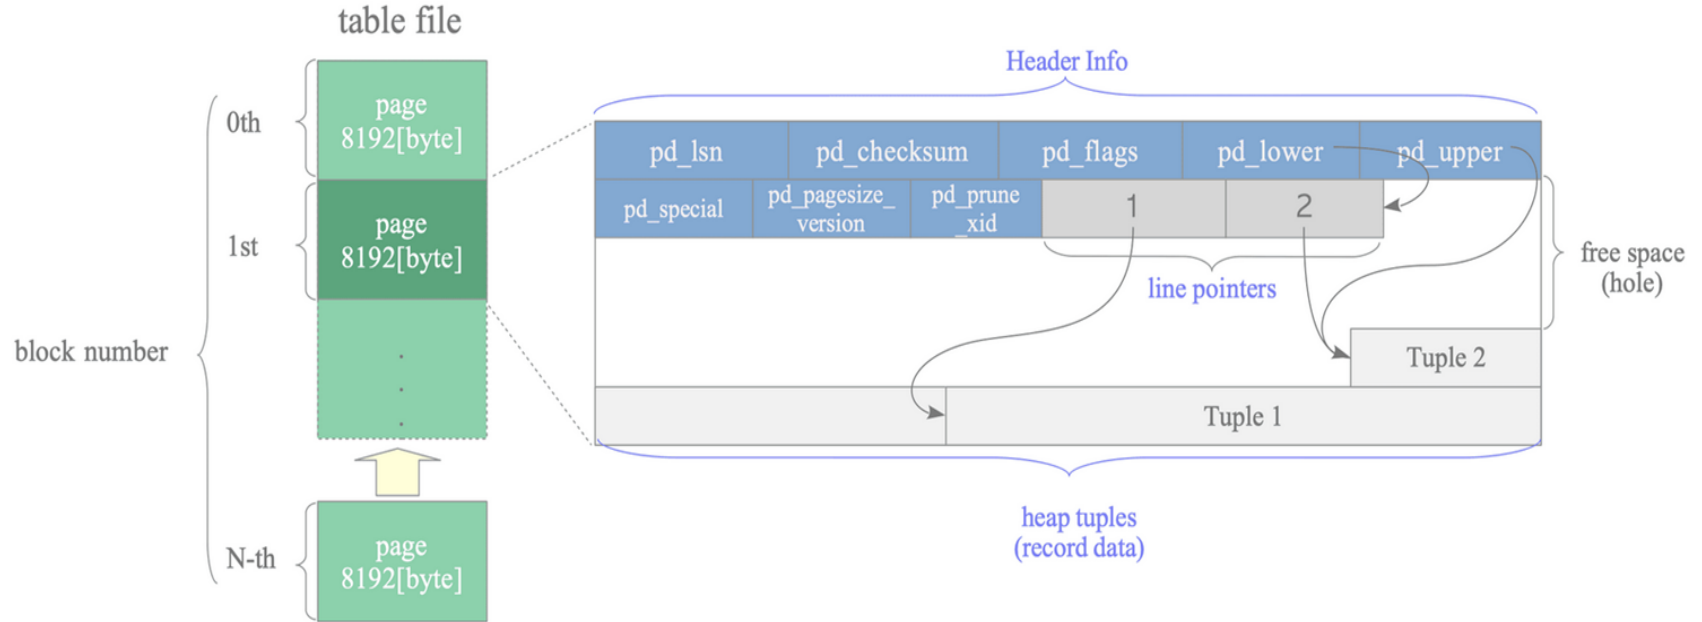 table file
block number
0th
page
8192[byte]
1st
page
8192[byte]
.
.
.
N-th
page
8192[byte]
Header Info
pd_lsn
pd_checksum
pd_flags
pd_lower
pd_upper
pd_special
pd_pagesize_
version
pd_prune
_xid
1
2
line pointers
free space
(hole)
Tuple 2
Tuple 1
heap tuples
(record data)